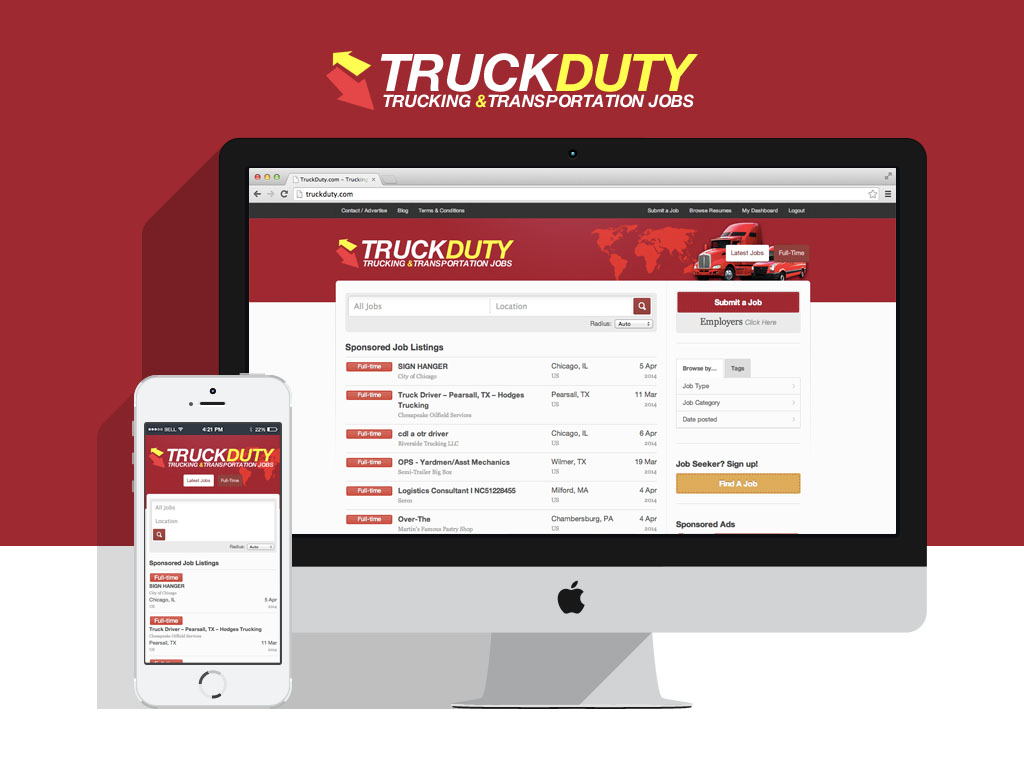 TRUCKDUTY
TRUCKING & TRANSPORTATION JOBS
TruckDuty.com – Trucking
truckduty.com
Contact / Advertise Blog Terms & Conditions Submit a Job Browse Resumes My Dashboard Logout
TRUCKDUTY
TRUCKING & TRANSPORTATION JOBS
Latest Jobs Full-Time
All Jobs Location
Radius: Auto
Sponsored Job Listings
Full-time SIGN HANGER Chicago, IL 5 Apr
City of Chicago US 2014
Full-time Truck Driver – Pearsall, TX – Hodges Pearsall, TX 11 Mar
Trucking US 2014
Chesapeake Oilfield Services
Full-time cdl a otr driver Chicago, IL 6 Apr
Riverside Trucking LLC US 2014
Full-time OPS - Yardmen/Asst Mechanics Wilmer, TX 19 Mar
Semi-Trailer Big Box US 2014
Full-time Logistics Consultant I NC51228455 Milford, MA 4 Apr
Seron US 2014
Full-time Over-The Chambersburg, PA 4 Apr
Martin's Famous Pastry Shop US 2014
Submit a Job
Employers Click Here
Browse by... Tags
Job Type
Job Category
Date posted
Job Seeker? Sign up!
Find A Job
Sponsored Ads
BELL 4:21 PM 22%
TRUCKDUTY
TRUCKING & TRANSPORTATION JOBS
Latest Jobs Full-Time
All Jobs
Location
Radius: Auto
Sponsored Job Listings
Full-time
SIGN HANGER
City of Chicago
Chicago, IL 5 Apr
US 2014
Full-time
Truck Driver – Pearsall, TX – Hodges Trucking
Chesapeake Oilfield Services
Pearsall, TX 11 Mar
US 2014